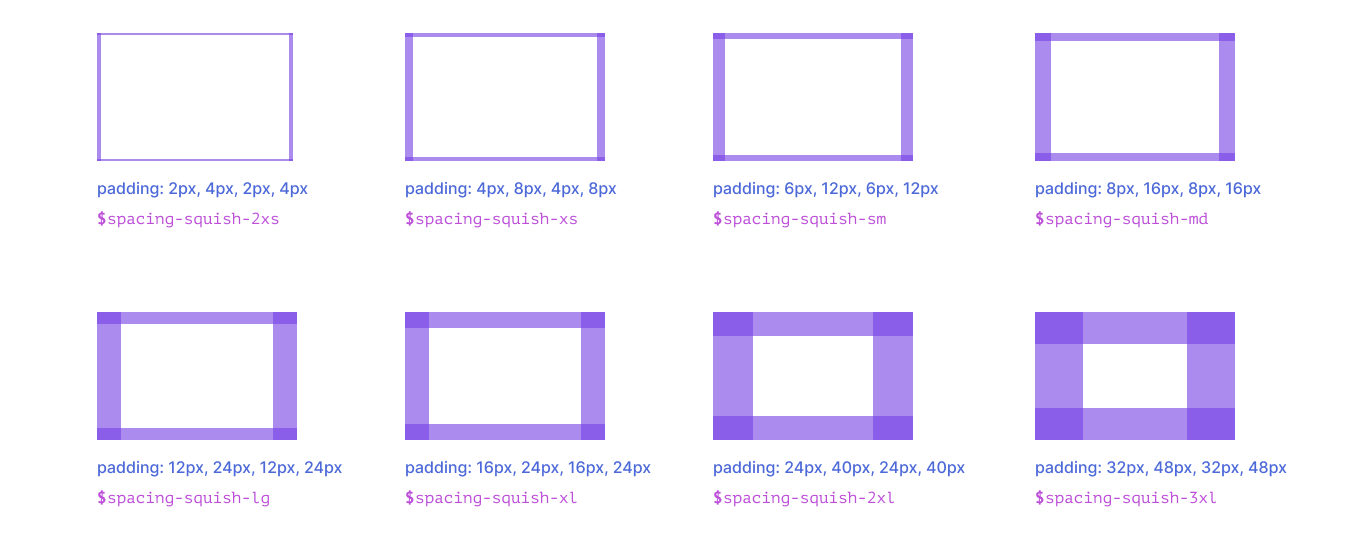 padding: 2px, 4px, 2px, 4px
$spacing-squish-2xs
padding: 4px, 8px, 4px, 8px
$spacing-squish-xs
padding: 6px, 12px, 6px, 12px
$spacing-squish-sm
padding: 8px, 16px, 8px, 16px
$spacing-squish-md
padding: 12px, 24px, 12px, 24px
$spacing-squish-lg
padding: 16px, 24px, 16px, 24px
$spacing-squish-xl
padding: 24px, 40px, 24px, 40px
$spacing-squish-2xl
padding: 32px, 48px, 32px, 48px
$spacing-squish-3xl